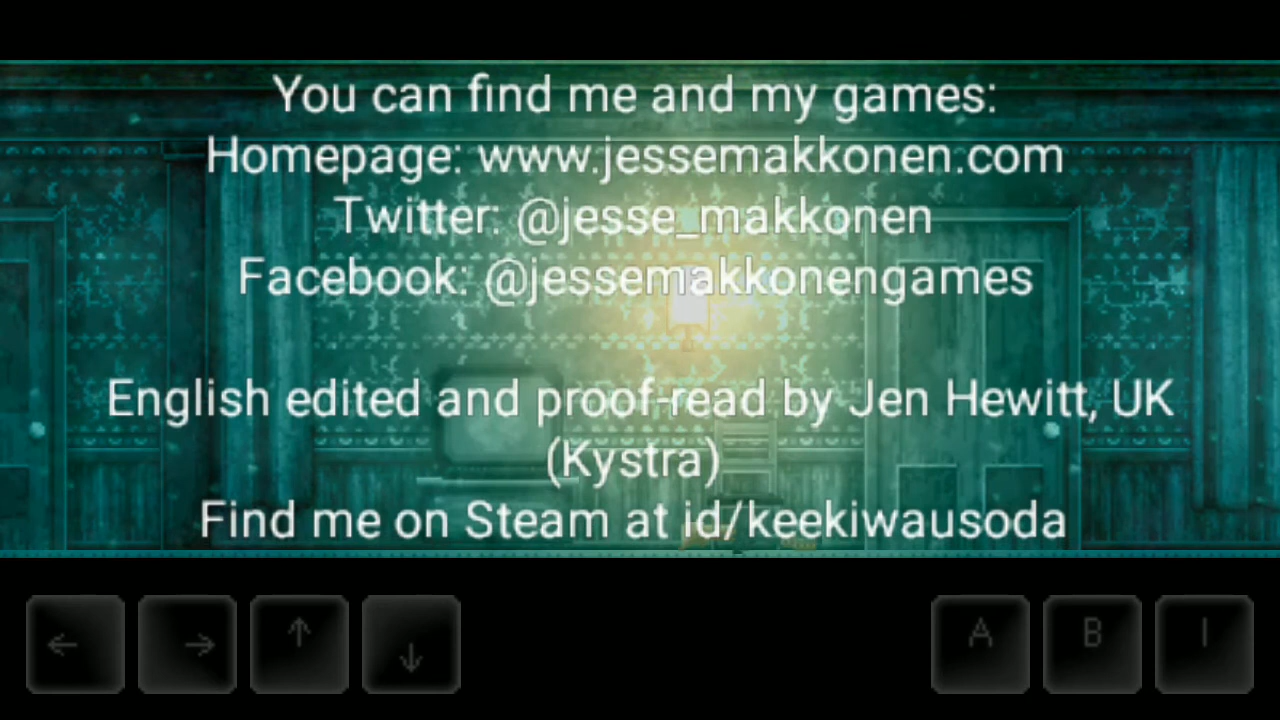 You can find me and my games:
Homepage: www.jessemakkonen.com
Twitter: @jesse_makkonen
Facebook: @jessemakkonengames
English edited and proof-read by Jen Hewitt, UK
(Kystra)
Find me on Steam at id/keekiwausoda
← → ↑ ↓ A B I